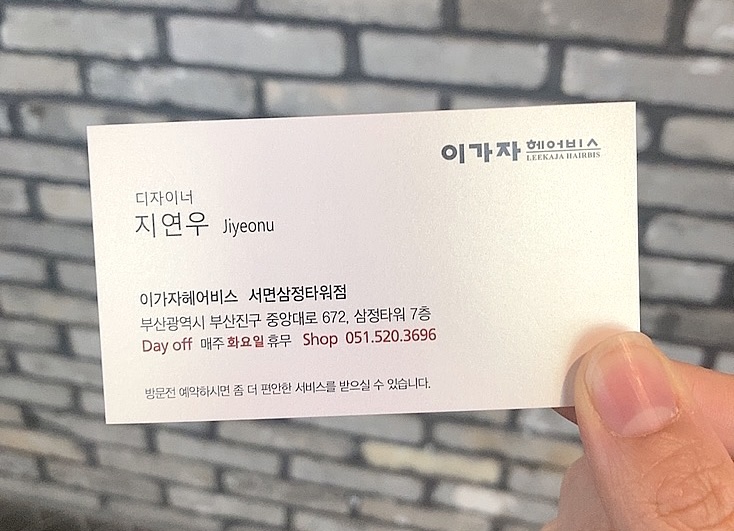 이가자 헤어비스
LEEKAJA HAIRBIS
디자이너
지연우 Jiyeonu
이가자헤어비스 서면삼정타워점
부산광역시 부산진구 중앙대로 672, 삼정타워 7층
Day off 매주 화요일 휴무 Shop 051.520.3696
방문전 예약하시면 좀 더 편안한 서비스를 받으실 수 있습니다.